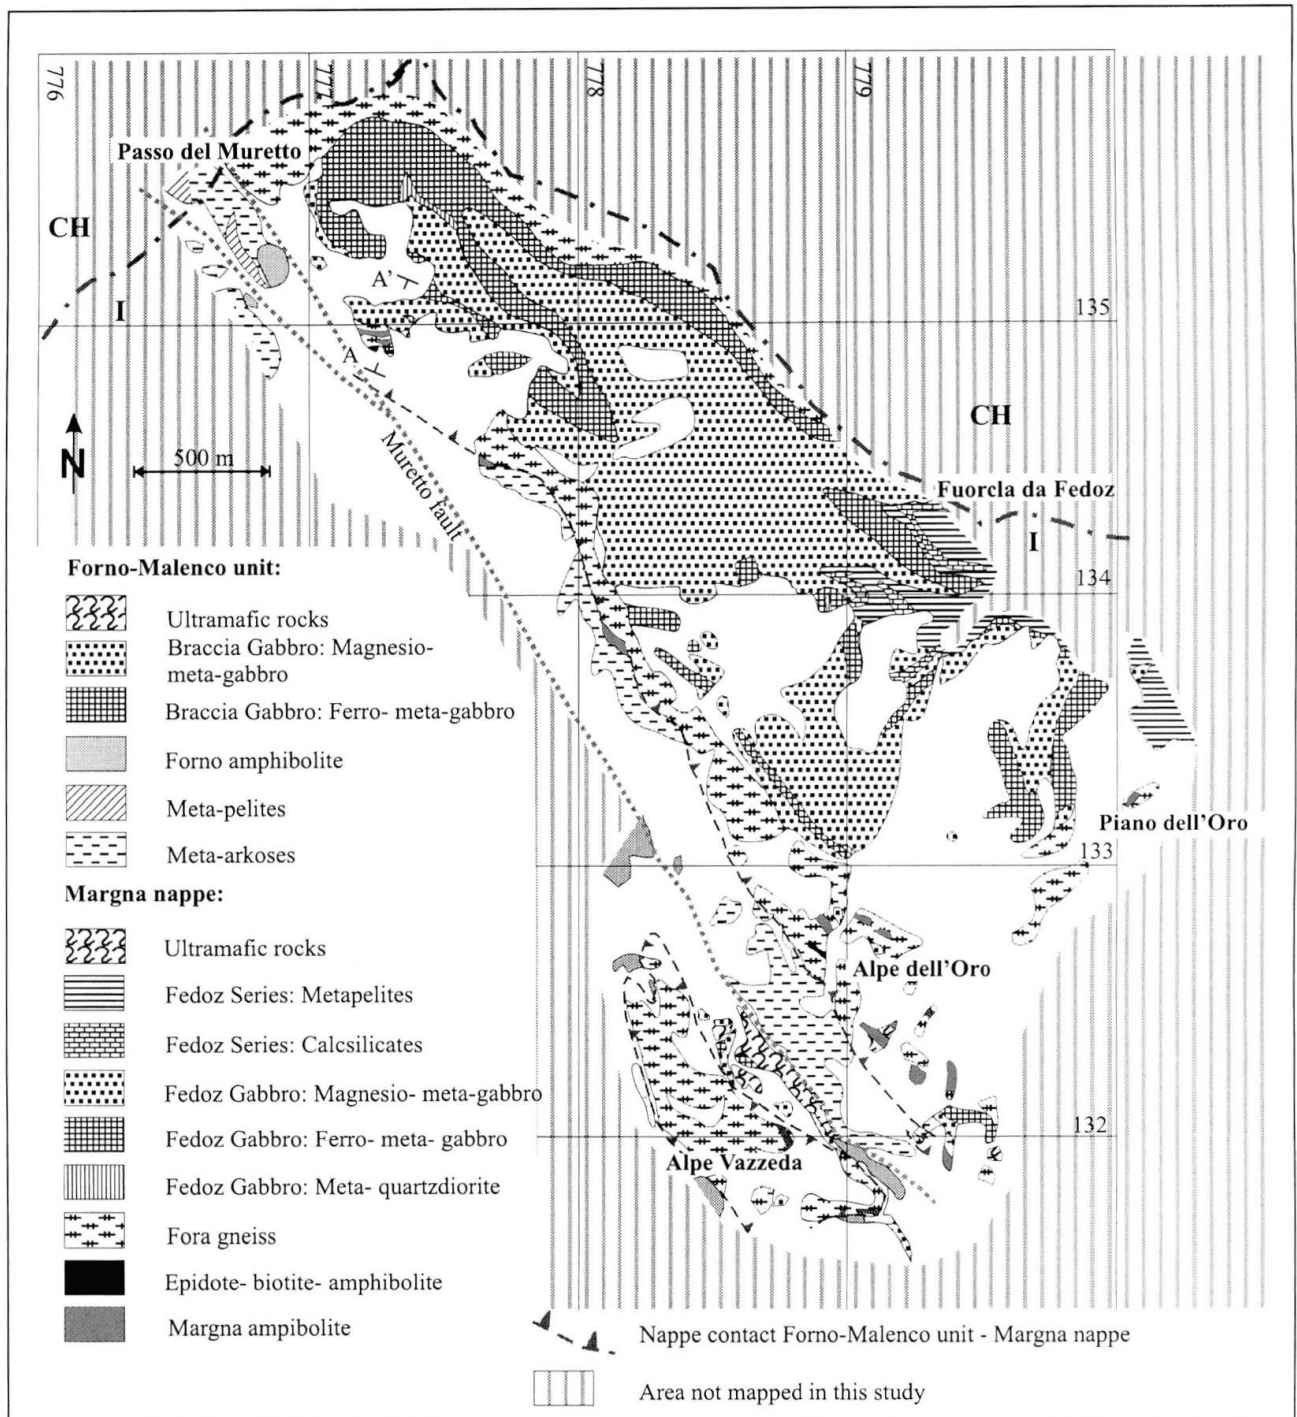 776
777
778
779
Passo del Muretto
CH
I
A'
A
135
CH
N
500 m
Muretto fault
Fuorcla da Fedoz
I
134
Forno-Malenco unit:
Ultramafic rocks
Braccia Gabbro: Magnesio-
meta-gabbro
Braccia Gabbro: Ferro- meta-gabbro
Forno amphibolite
Meta-pelites
Meta-arkoses
Piano dell'Oro
133
Margna nappe:
Ultramafic rocks
Fedoz Series: Metapelites
Fedoz Series: Calcsilicates
Fedoz Gabbro: Magnesio- meta-gabbro
Fedoz Gabbro: Ferro- meta- gabbro
Fedoz Gabbro: Meta- quartzdiorite
Fora gneiss
Epidote- biotite- amphibolite
Margna ampibolite
Alpe dell'Oro
132
Alpe Vazzeda
Nappe contact Forno-Malenco unit - Margna nappe
Area not mapped in this study